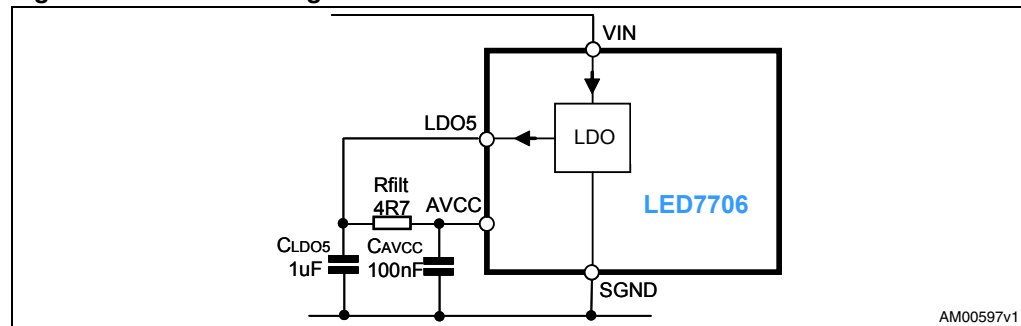 VIN
LDO5
LDO
Rfilt
4R7
AVCC
LED7706
CLDO5
1uF
CAVCC
100nF
SGND
AM00597v1